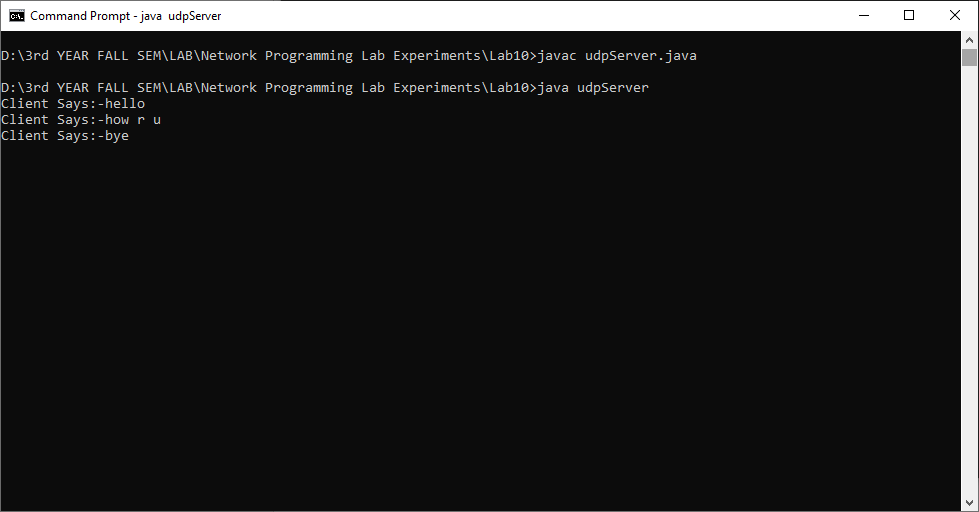 Command Prompt - java  udpServer
D:\3rd YEAR FALL SEM\LAB\Network Programming Lab Experiments\Lab10>javac udpServer.java
D:\3rd YEAR FALL SEM\LAB\Network Programming Lab Experiments\Lab10>java udpServer
Client Says:-hello
Client Says:-how r u
Client Says:-bye